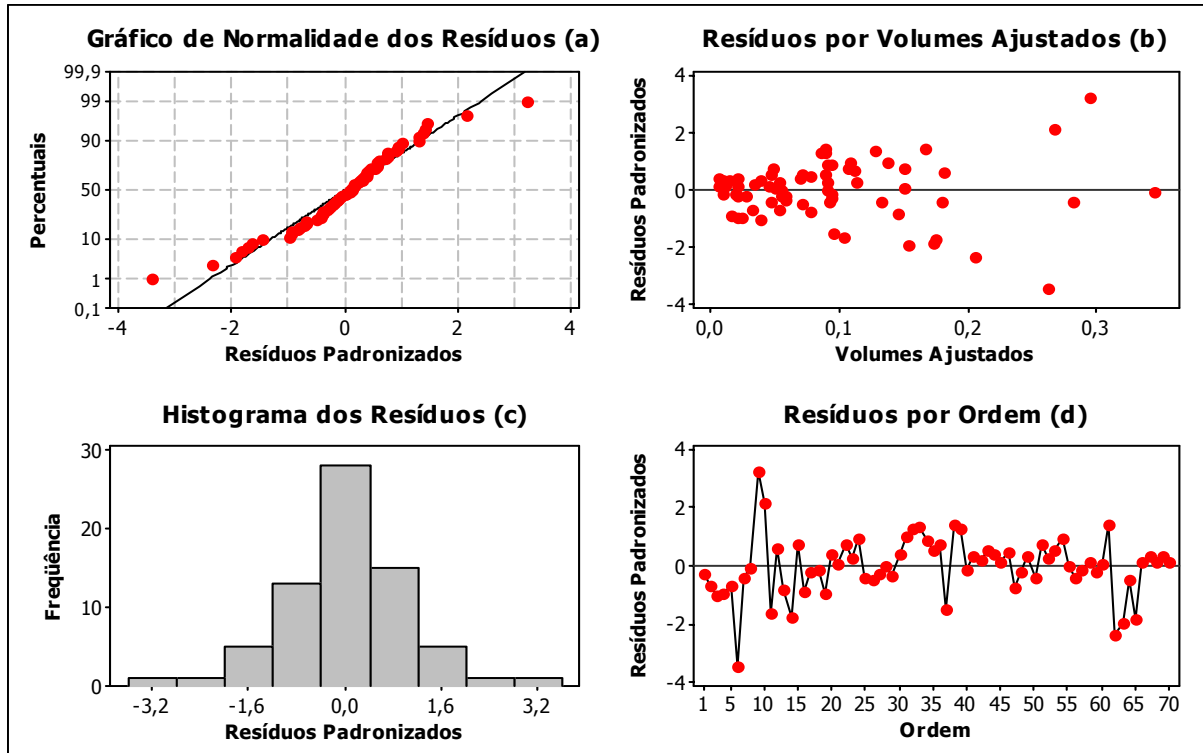 Gráfico de Normalidade dos Resíduos (a)
99,9
99
90
50
10
1
0,1
Percentuais
-4 -2 0 2 4
Resíduos Padronizados
Resíduos por Volumes Ajustados (b)
4
2
0
-2
-4
Resíduos Padronizados
0,0 0,1 0,2 0,3
Volumes Ajustados
Histograma dos Resíduos (c)
30
20
10
0
Freqüência
-3,2 -1,6 0,0 1,6 3,2
Resíduos Padronizados
Resíduos por Ordem (d)
4
2
0
-2
-4
Resíduos Padronizados
1 5 10 15 20 25 30 35 40 45 50 55 60 65 70
Ordem